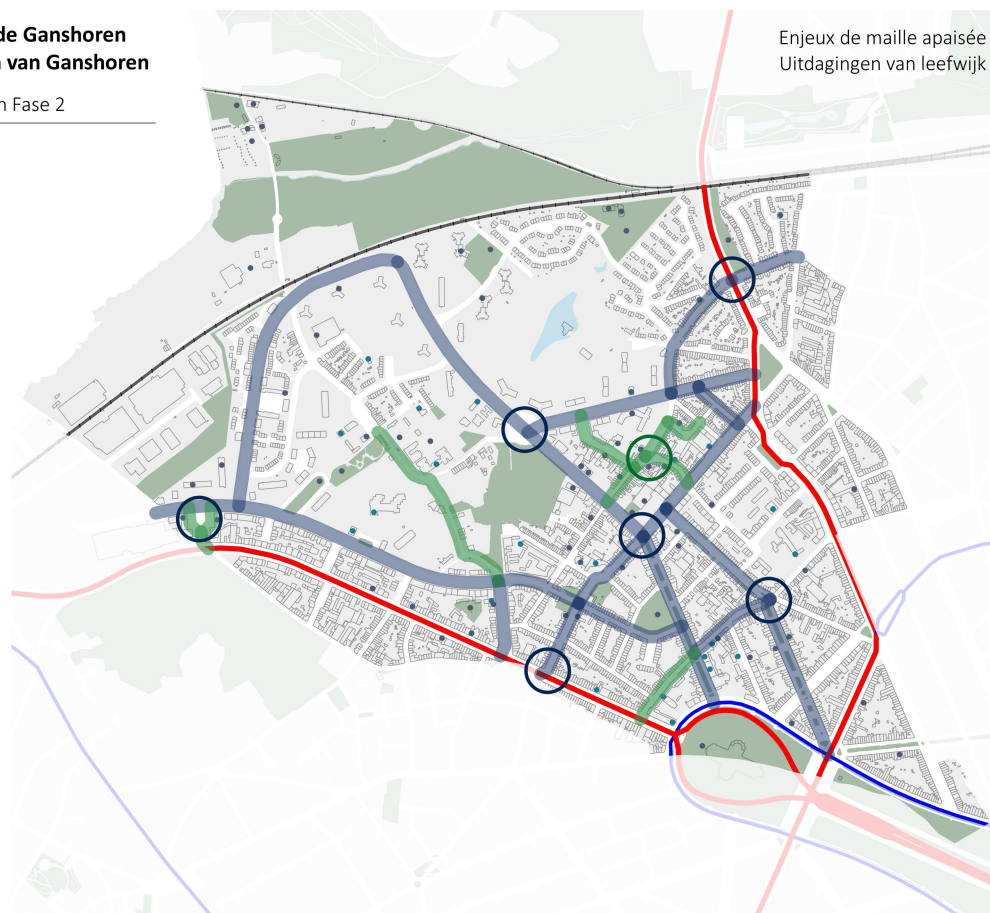 de Ganshoren
van Ganshoren
Fase 2
Enjeux de maille apaisée
Uitdagingen van leefwijk